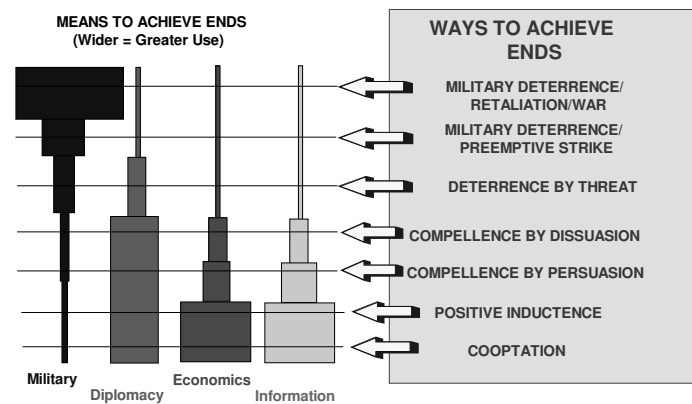 MEANS TO ACHIEVE ENDS
(Wider = Greater Use)
WAYS TO ACHIEVE
ENDS
MILITARY DETERRENCE/
RETALIATION/WAR
MILITARY DETERRENCE/
PREEMPTIVE STRIKE
DETERRENCE BY THREAT
COMPELLENCE BY DISSUASION
COMPELLENCE BY PERSUASION
POSITIVE INDUCTENCE
COOPTATION
Military
Diplomacy
Economics
Information